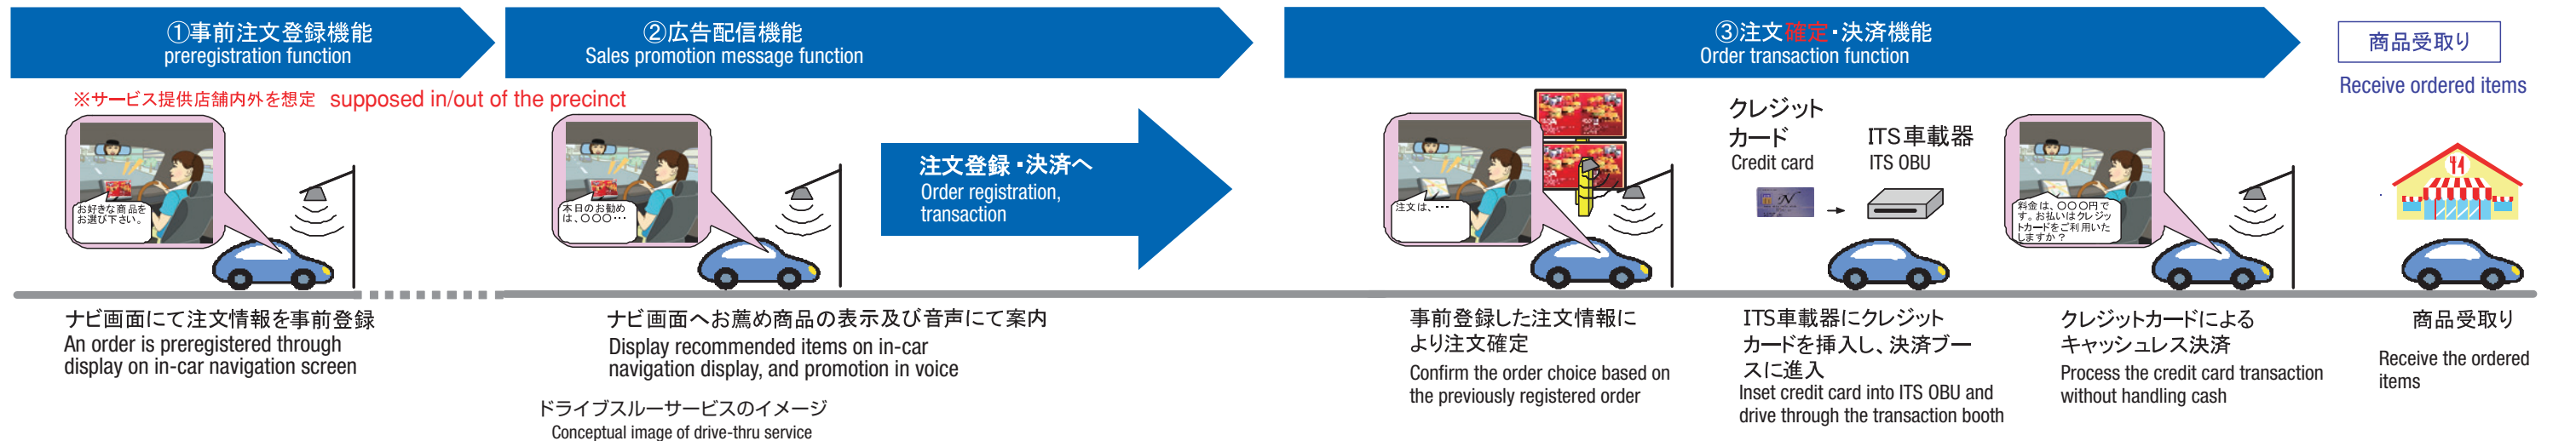 ①事前注文登録機能
preregistration function
②広告配信機能
Sales promotion message function
③注文確定・決済機能
Order transaction function
商品受取り
Receive ordered items
※サービス提供店舗内外を想定 supposed in/out of the precinct
お好きな商品を
お選び下さい。
本日のお勧め
は、〇〇〇・・・
注文登録・決済へ
Order registration,
transaction
注文は、・・・
クレジット
カード
Credit card
ITS車載器
ITS OBU
料金は、〇〇〇円で
す。お払いはクレジッ
トカードをご利用いた
しますか？
ナビ画面にて注文情報を事前登録
An order is preregistered through
display on in-car navigation screen
ナビ画面へお薦め商品の表示及び音声にて案内
Display recommended items on in-car
navigation display, and promotion in voice
事前登録した注文情報に
より注文確定
Confirm the order choice based on
the previously registered order
ITS車載器にクレジット
カードを挿入し、決済ブー
スに進入
Inset credit card into ITS OBU and
drive through the transaction booth
クレジットカードによる
キャッシュレス決済
Process the credit card transaction
without handling cash
商品受取り
Receive the ordered
items
ドライブスルーサービスのイメージ
Conceptual image of drive-thru service